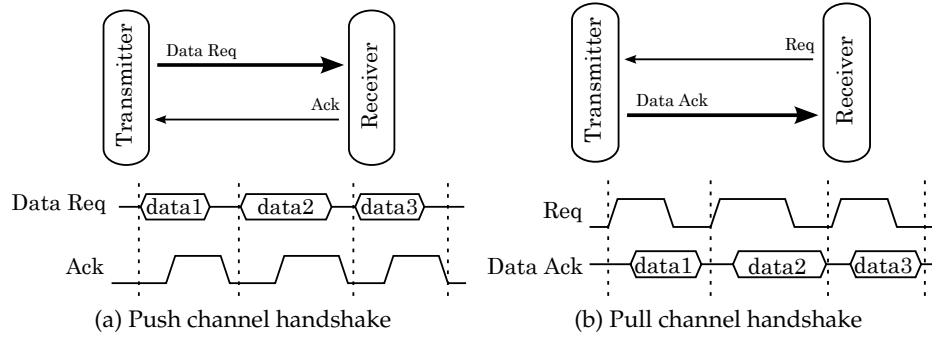 Transmitter
Data Req
Ack
Receiver
Data Req
data1
data2
data3
Ack
(a) Push channel handshake
Transmitter
Req
Data Ack
Receiver
Req
Data Ack
data1
data2
data3
(b) Pull channel handshake